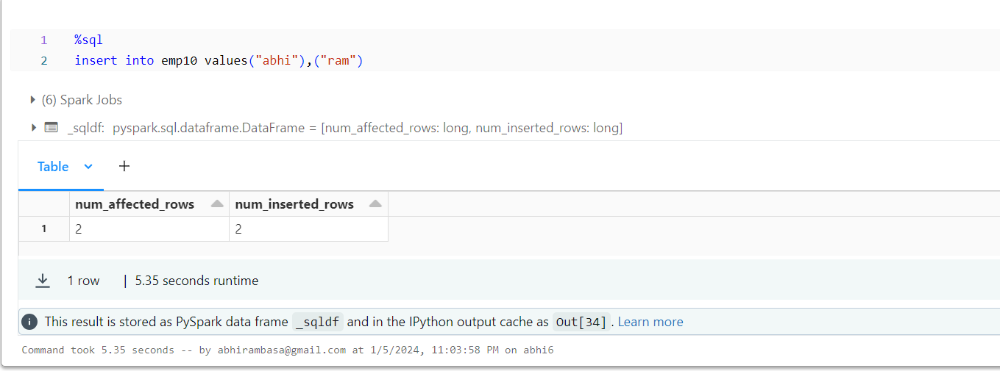 1 %sql
2 insert into emp10 values("abhi"),("ram")
(6) Spark Jobs
_sqldf: pyspark.sql.dataframe.DataFrame = [num_affected_rows: long, num_inserted_rows: long]
Table +
num_affected_rows num_inserted_rows
1 2 2
1 row | 5.35 seconds runtime
This result is stored as PySpark data frame _sqldf and in the IPython output cache as Out[34]. Learn more
Command took 5.35 seconds -- by abhirambasa@gmail.com at 1/5/2024, 11:03:58 PM on abhi6